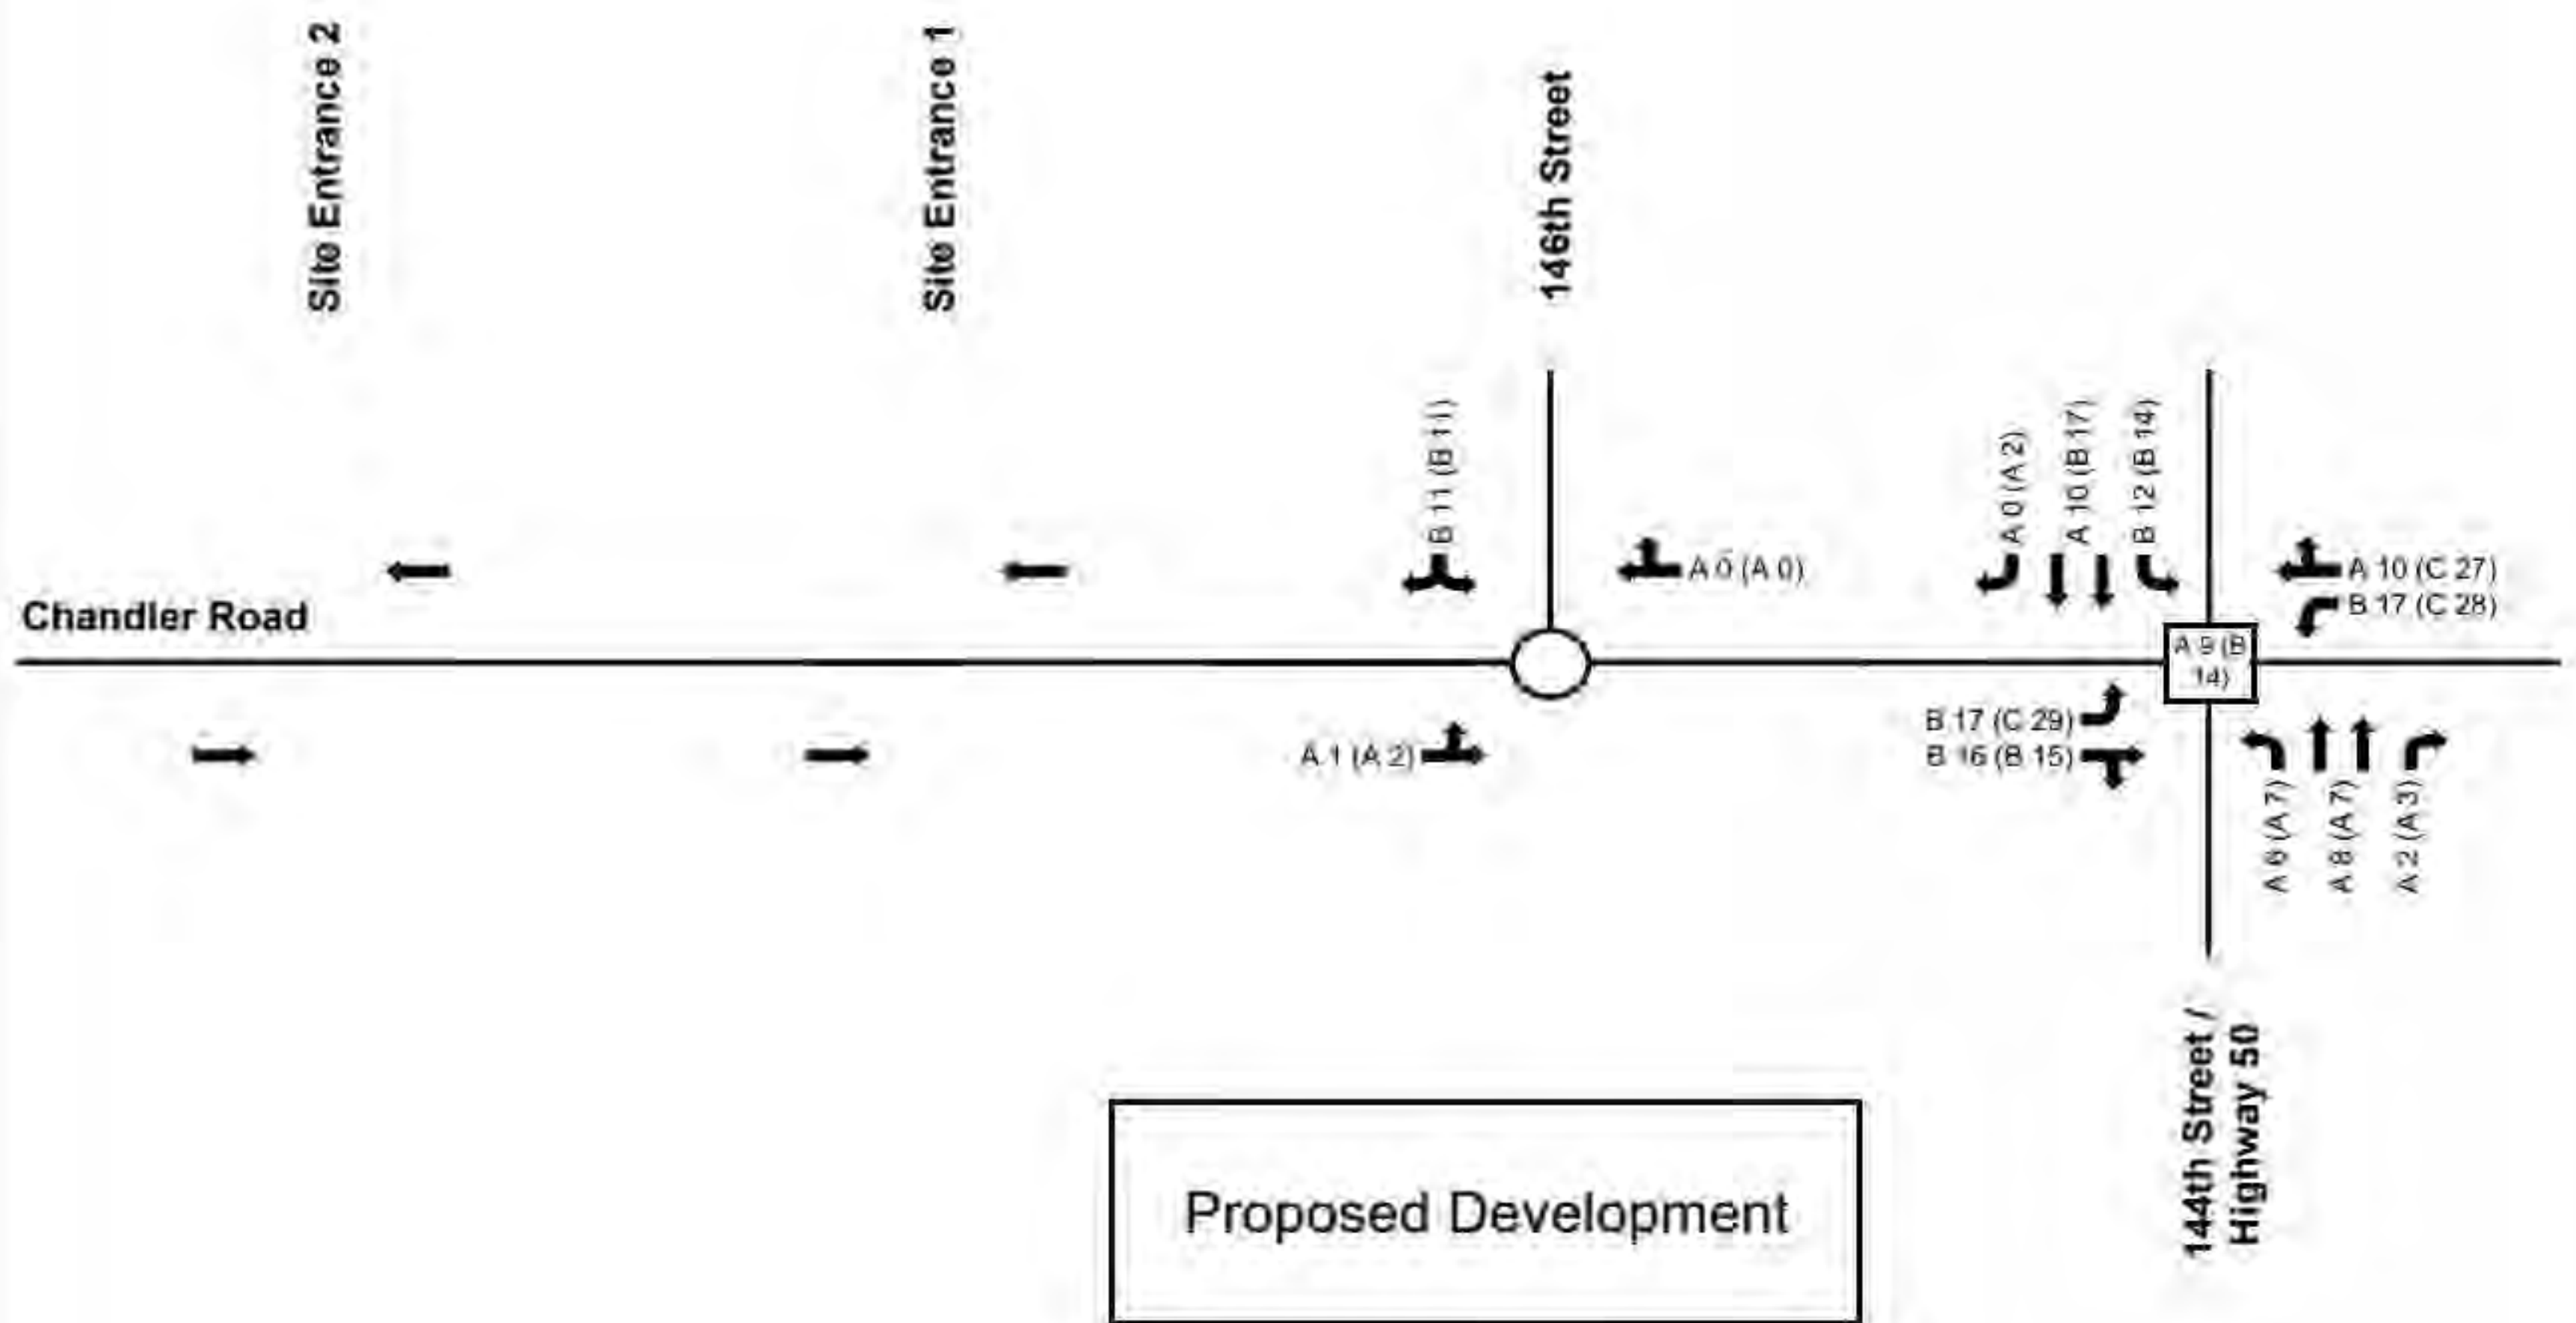 Site Entrance 2
Site Entrance 1
146th Street
B 11 (B 11)
A 0 (A 0)
A 0 (A 2)
A 10 (B 17)
B 12 (B 14)
A 10 (C 27)
B 17 (C 28)
Chandler Road
A 9 (B
14)
B 17 (C 29)
B 16 (B 15)
A 1 (A 2)
A 6 (A 7)
A 8 (A 7)
A 2 (A 3)
144th Street /
Highway 50
Proposed Development